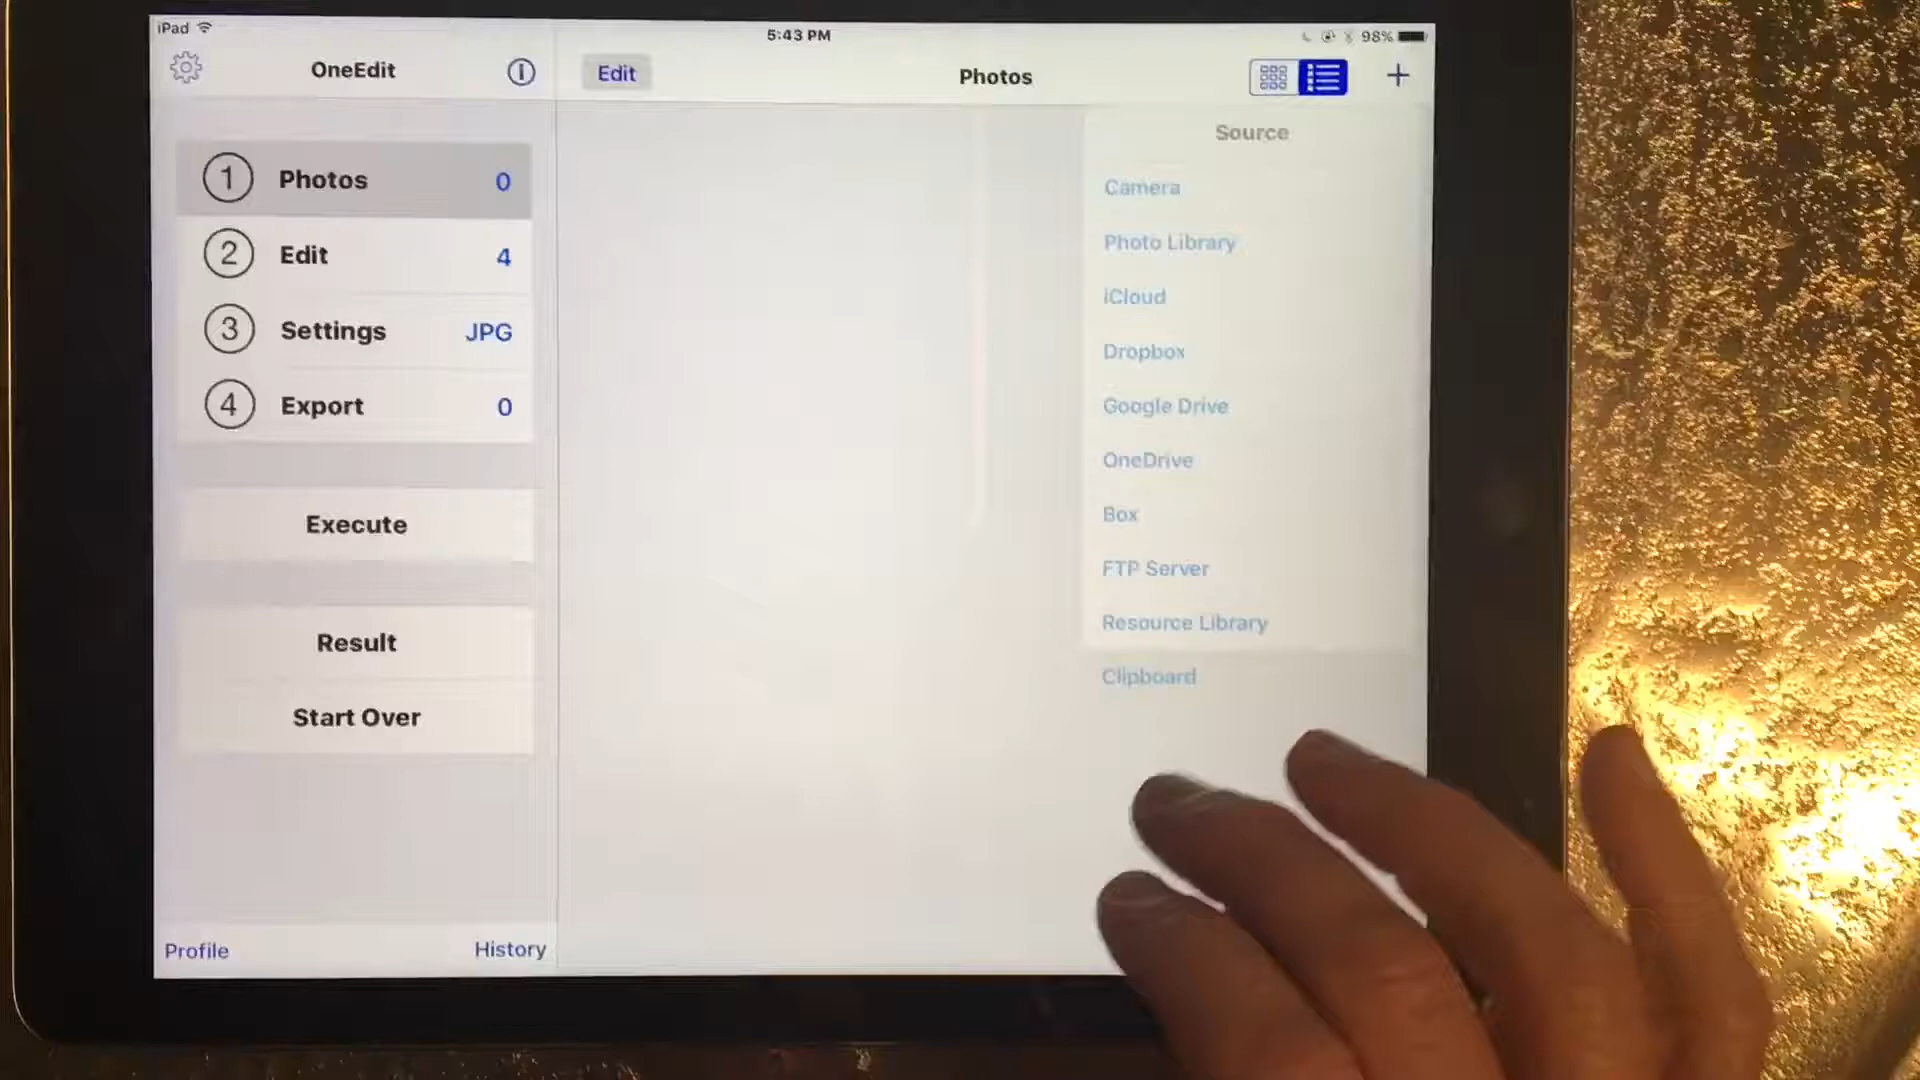 iPad
5:43 PM
98%
OneEdit
i
Edit
Photos
+
1 Photos 0
2 Edit 4
3 Settings JPG
4 Export 0
Execute
Result
Start Over
Profile
History
Source
Camera
Photo Library
iCloud
Dropbox
Google Drive
OneDrive
Box
FTP Server
Resource Library
Clipboard